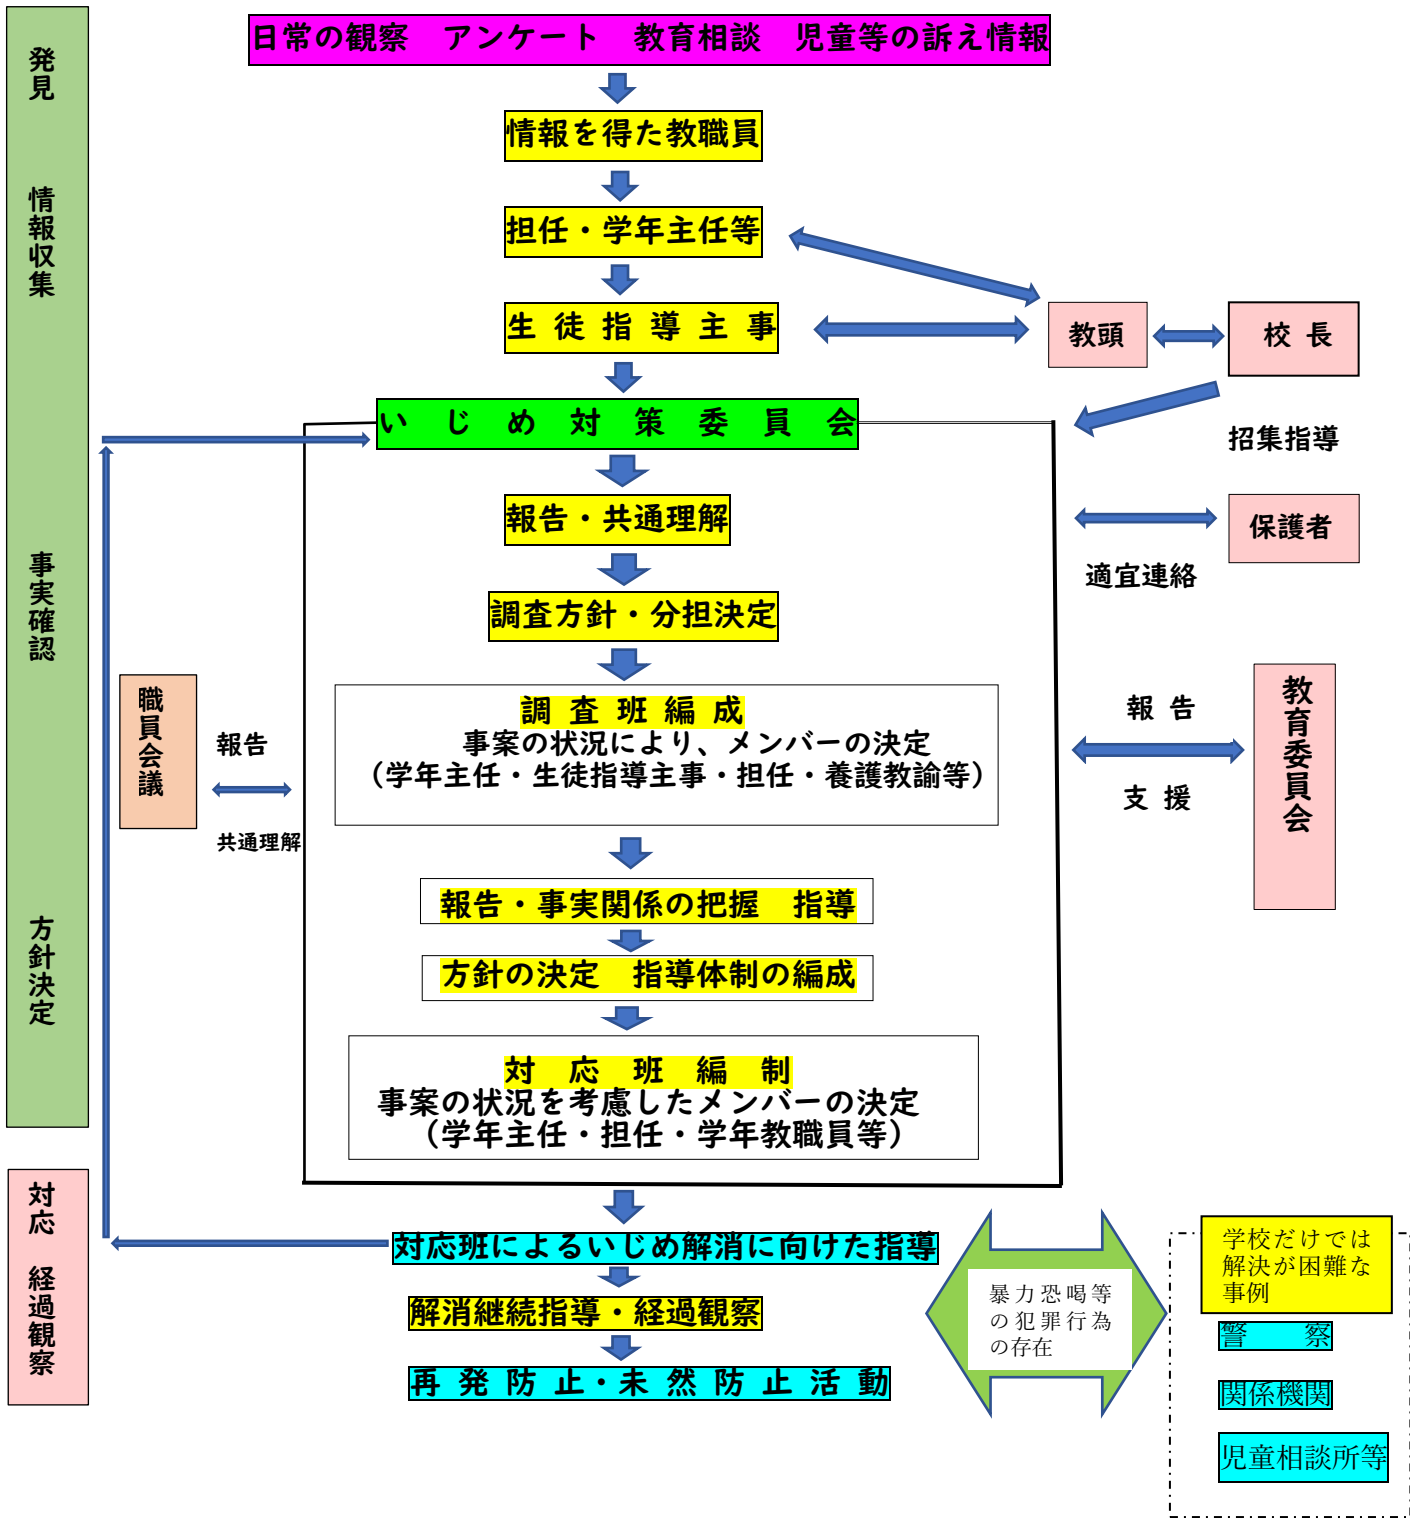 発見
情報収集
事実確認
方針決定
対応 経過観察
日常の観察　アンケート　教育相談　児童等の訴え情報
情報を得た教職員
担任・学年主任等
生徒指導主事
教頭
校長
招集指導
いじめ対策委員会
報告・共通理解
保護者
適宜連絡
調査方針・分担決定
職員会議
報告
共通理解
調査班編成
事案の状況により、メンバーの決定
（学年主任・生徒指導主事・担任・養護教諭等）
報告
支援
教育委員会
報告・事実関係の把握　指導
方針の決定　指導体制の編成
対応班編制
事案の状況を考慮したメンバーの決定
（学年主任・担任・学年教職員等）
対応班によるいじめ解消に向けた指導
解消継続指導・経過観察
再発防止・未然防止活動
暴力恐喝等
の犯罪行為
の存在
学校だけでは
解決が困難な
事例
警察
関係機関
児童相談所等